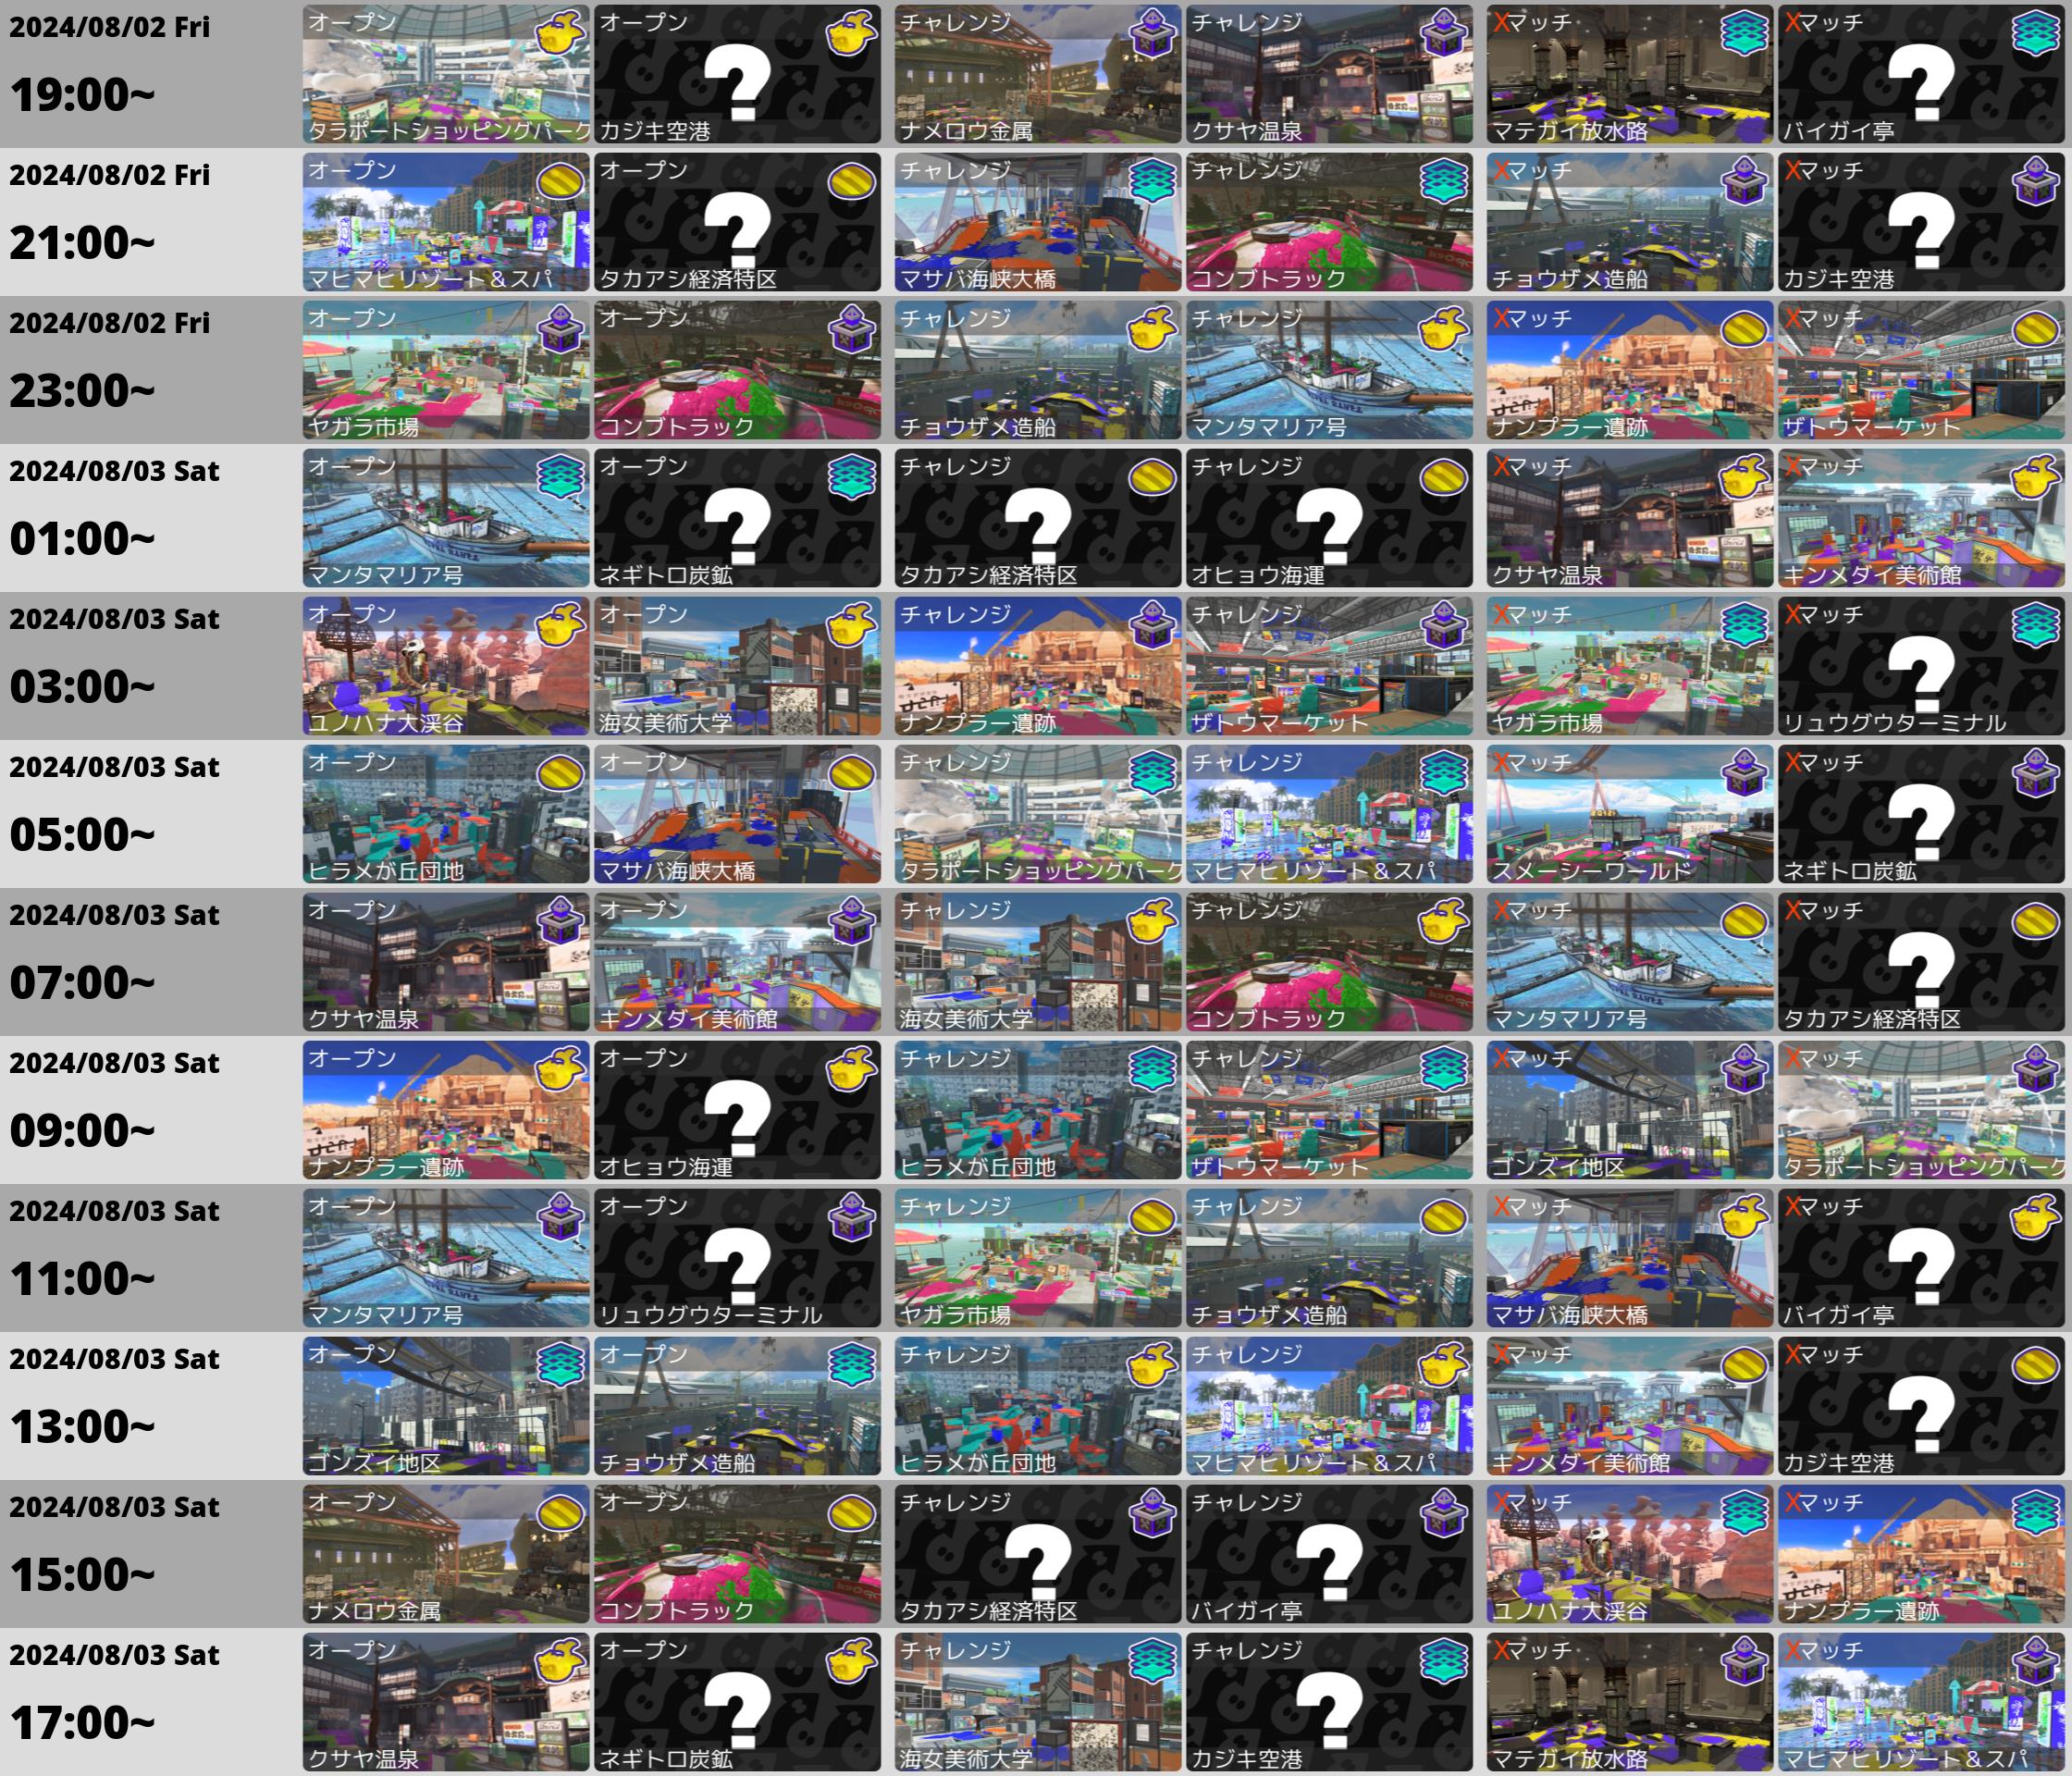 2024/08/02 Fri
19:00~
オープン オープン チャレンジ チャレンジ Xマッチ Xマッチ
タラポートショッピングパーク カジキ空港 ナメロウ金属 クサヤ温泉 マテガイ放水路 バイガイ亭
2024/08/02 Fri
21:00~
オープン オープン チャレンジ チャレンジ Xマッチ Xマッチ
マヒマヒリゾート＆スパ タカアシ経済特区 マサバ海峡大橋 コンブトラック チョウザメ造船 カジキ空港
2024/08/02 Fri
23:00~
オープン オープン チャレンジ チャレンジ Xマッチ Xマッチ
ヤガラ市場 コンブトラック チョウザメ造船 マンタマリア号 ナンプラー遺跡 ザトウマーケット
2024/08/03 Sat
01:00~
オープン オープン チャレンジ チャレンジ Xマッチ Xマッチ
マンタマリア号 ネギトロ炭鉱 タカアシ経済特区 オヒョウ海運 クサヤ温泉 キンメダイ美術館
2024/08/03 Sat
03:00~
オープン オープン チャレンジ チャレンジ Xマッチ Xマッチ
ユノハナ大渓谷 海女美術大学 ナンプラー遺跡 ザトウマーケット ヤガラ市場 リュウグウターミナル
2024/08/03 Sat
05:00~
オープン オープン チャレンジ チャレンジ Xマッチ Xマッチ
ヒラメが丘団地 マサバ海峡大橋 タラポートショッピングパーク マヒマヒリゾート＆スパ スメーシーワールド ネギトロ炭鉱
2024/08/03 Sat
07:00~
オープン オープン チャレンジ チャレンジ Xマッチ Xマッチ
クサヤ温泉 キンメダイ美術館 海女美術大学 コンブトラック マンタマリア号 タカアシ経済特区
2024/08/03 Sat
09:00~
オープン オープン チャレンジ チャレンジ Xマッチ Xマッチ
ナンプラー遺跡 オヒョウ海運 ヒラメが丘団地 ザトウマーケット ゴンズイ地区 タラポートショッピングパーク
2024/08/03 Sat
11:00~
オープン オープン チャレンジ チャレンジ Xマッチ Xマッチ
マンタマリア号 リュウグウターミナル ヤガラ市場 チョウザメ造船 マサバ海峡大橋 バイガイ亭
2024/08/03 Sat
13:00~
オープン オープン チャレンジ チャレンジ Xマッチ Xマッチ
ゴンズイ地区 チョウザメ造船 ヒラメが丘団地 マヒマヒリゾート＆スパ キンメダイ美術館 カジキ空港
2024/08/03 Sat
15:00~
オープン オープン チャレンジ チャレンジ Xマッチ Xマッチ
ナメロウ金属 コンブトラック タカアシ経済特区 バイガイ亭 ユノハナ大渓谷 ナンプラー遺跡
2024/08/03 Sat
17:00~
オープン オープン チャレンジ チャレンジ Xマッチ Xマッチ
クサヤ温泉 ネギトロ炭鉱 海女美術大学 カジキ空港 マテガイ放水路 マヒマヒリゾート＆スパ